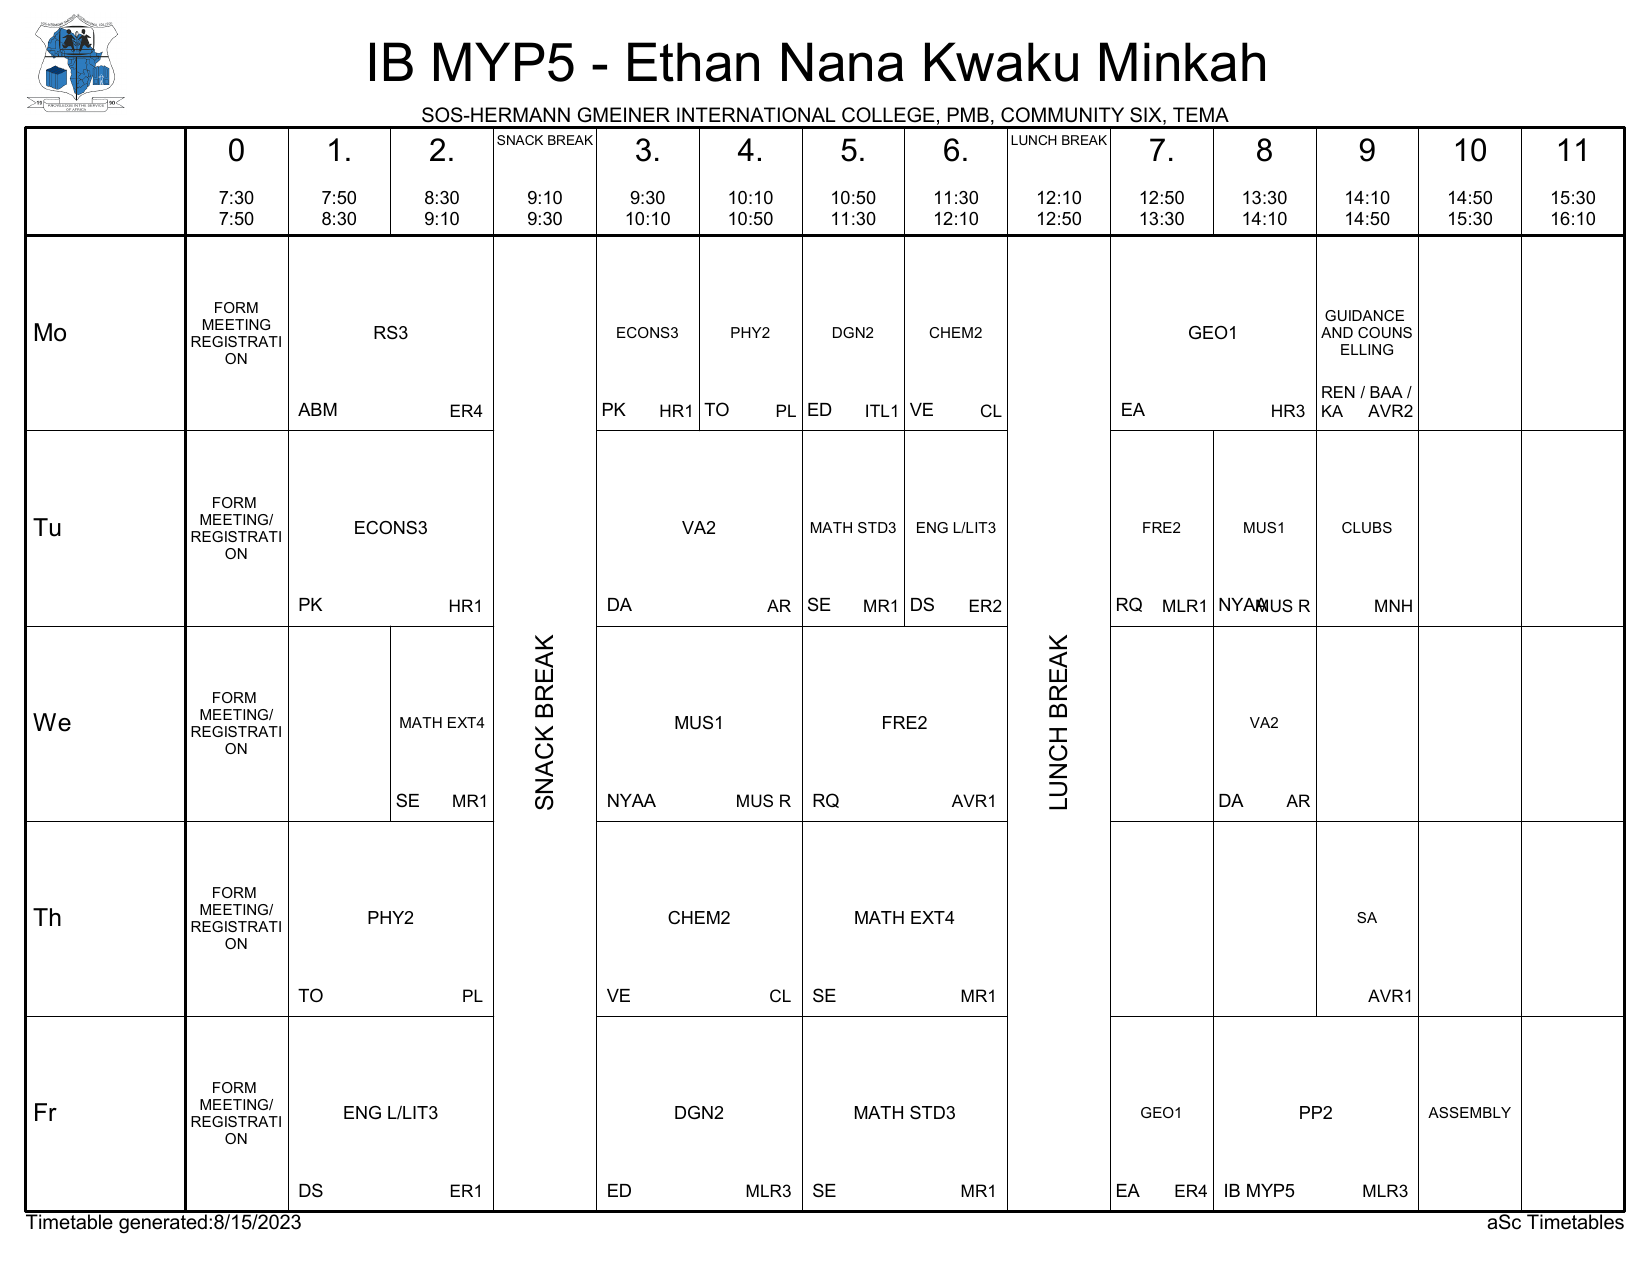 IB MYP5 - Ethan Nana Kwaku Minkah
SOS-HERMANN GMEINER INTERNATIONAL COLLEGE, PMB, COMMUNITY SIX, TEMA
0 1. 2. SNACK BREAK 3. 4. 5. 6. LUNCH BREAK 7. 8 9 10 11
7:30 7:50 8:30 9:10 9:30 10:10 10:50 11:30 12:10 12:50 13:30 14:10 14:50 15:30
7:50 8:30 9:10 9:30 10:10 10:50 11:30 12:10 12:50 13:30 14:10 14:50 15:30 16:10
Mo
FORM
MEETING
REGISTRATI
ON
RS3
ABM ER4
ECONS3
PK HR1
PHY2
TO PL
DGN2
ED ITL1
CHEM2
VE CL
GEO1
EA HR3
GUIDANCE
AND COUNS
ELLING
REN / BAA /
KA AVR2
Tu
FORM
MEETING/
REGISTRATI
ON
ECONS3
PK HR1
VA2
DA AR
MATH STD3
SE MR1
ENG L/LIT3
DS ER2
FRE2
RQ MLR1
MUS1
NYAA MUS R
CLUBS
MNH
We
FORM
MEETING/
REGISTRATI
ON
MATH EXT4
SE MR1
SNACK BREAK
MUS1
NYAA MUS R
FRE2
RQ AVR1
LUNCH BREAK
VA2
DA AR
Th
FORM
MEETING/
REGISTRATI
ON
PHY2
TO PL
CHEM2
VE CL
MATH EXT4
SE MR1
SA
AVR1
Fr
FORM
MEETING/
REGISTRATI
ON
ENG L/LIT3
DS ER1
DGN2
ED MLR3
MATH STD3
SE MR1
GEO1
EA ER4
PP2
IB MYP5 MLR3
ASSEMBLY
Timetable generated:8/15/2023 aSc Timetables